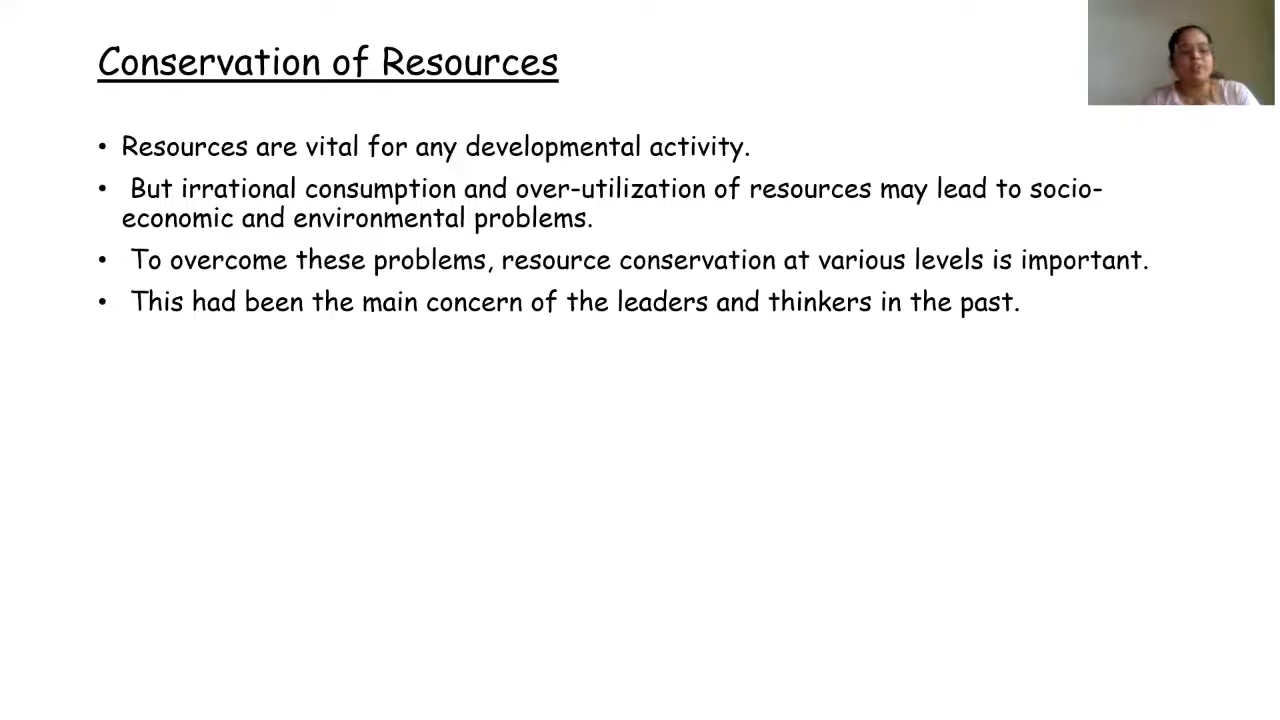 Conservation of Resources
• Resources are vital for any developmental activity.
• But irrational consumption and over-utilization of resources may lead to socio-
economic and environmental problems.
• To overcome these problems, resource conservation at various levels is important.
• This had been the main concern of the leaders and thinkers in the past.